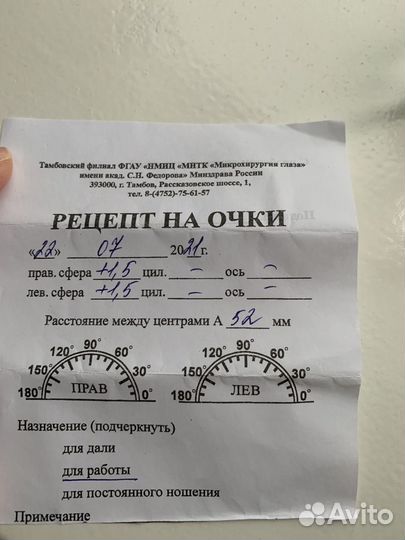 Тамбовский филиал ФГАУ «НМИЦ «МНТК «Микрохирургия глаза»
имени акад. С.Н. Федорова» Минздрава России
393000, г. Тамбов, Рассказовское шоссе, 1,
тел. 8-(4752)-75-61-57
РЕЦЕПТ НА ОЧКИ
«22» 07 2021г.
прав. сфера +1,5 цил. – ось –
лев. сфера +1,5 цил. – ось –
Расстояние между центрами А 52 мм
180° 150° 120° 90° 60° 30° 0° ПРАВ
180° 150° 120° 90° 60° 30° 0° ЛЕВ
Назначение (подчеркнуть)
для дали
для работы
для постоянного ношения
Примечание
Avito